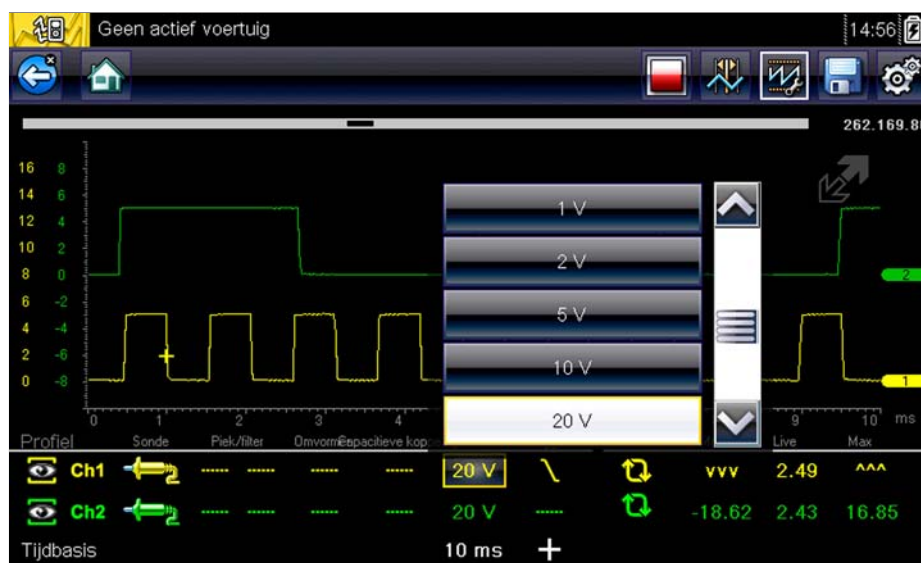 Geen actief voertuig 14:56
262.169.8
16 8
14 6
12 4
10 2
8 0
6 -2
4 -4
2 -6
0 -8
1 V
2 V
5 V
10 V
20 V
2
1
0 1 2 3 4 9 10 ms
Profiel Sonde Piek/filter Live Max
Ch1 ------ ------ ------ ------ 20 V vvv 2.49 ^^^
Ch2 ------ ------ ------ ------ 20 V ------ -18.62 2.43 16.85
Tijdbasis 10 ms